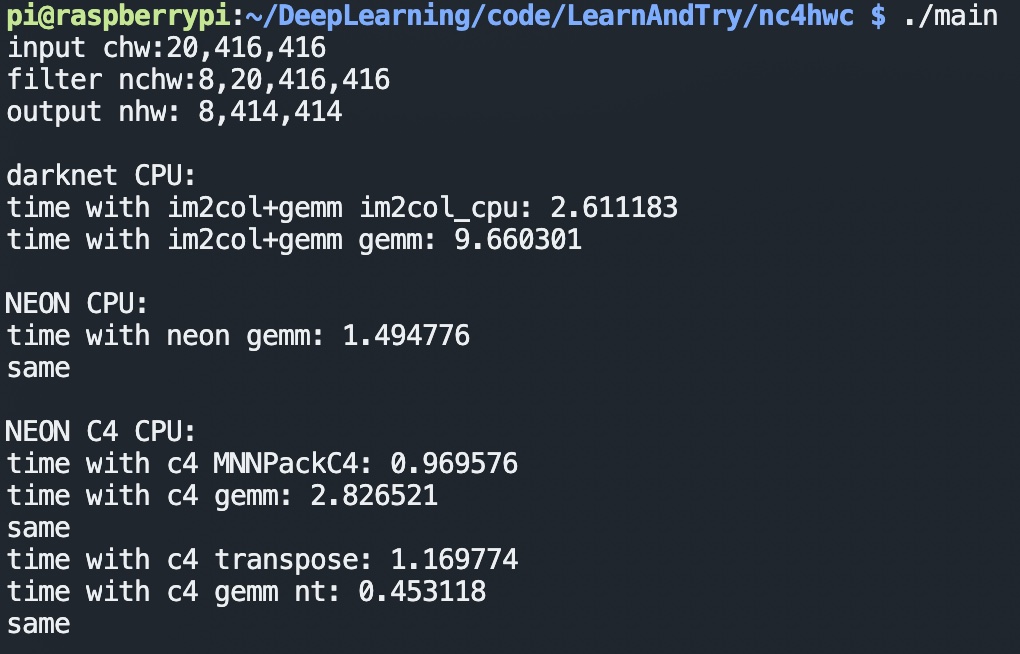 pi@raspberrypi:~/DeepLearning/code/LearnAndTry/nc4hwc $ ./main
input chw:20,416,416
filter nchw:8,20,416,416
output nhw: 8,414,414
darknet CPU:
time with im2col+gemm im2col_cpu: 2.611183
time with im2col+gemm gemm: 9.660301
NEON CPU:
time with neon gemm: 1.494776
same
NEON C4 CPU:
time with c4 MNNPackC4: 0.969576
time with c4 gemm: 2.826521
same
time with c4 transpose: 1.169774
time with c4 gemm nt: 0.453118
same